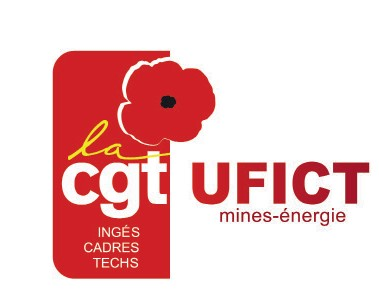 la
cgt
INGÉS
CADRES
TECHS
UFICT
mines-énergie